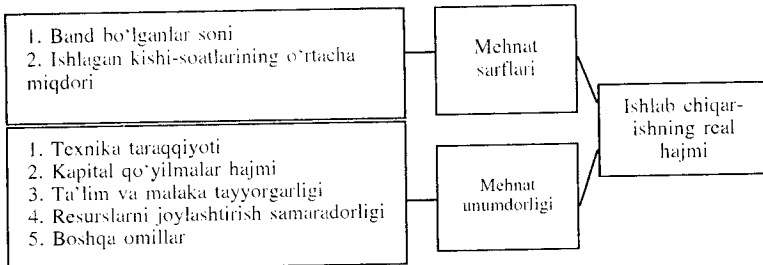 1. Band bo‘lganlar soni
2. Ishlagan kishi-soatlarining o‘rtacha
miqdori
Mehnat
sarflari
Ishlab chiqar-
ishning real
hajmi
1. Texnika taraqqiyoti
2. Kapital qo‘yilmalar hajmi
3. Ta’lim va malaka tayyorgarligi
4. Resurslarni joylashtirish samaradorligi
5. Boshqa omillar
Mehnat
unumdorligi